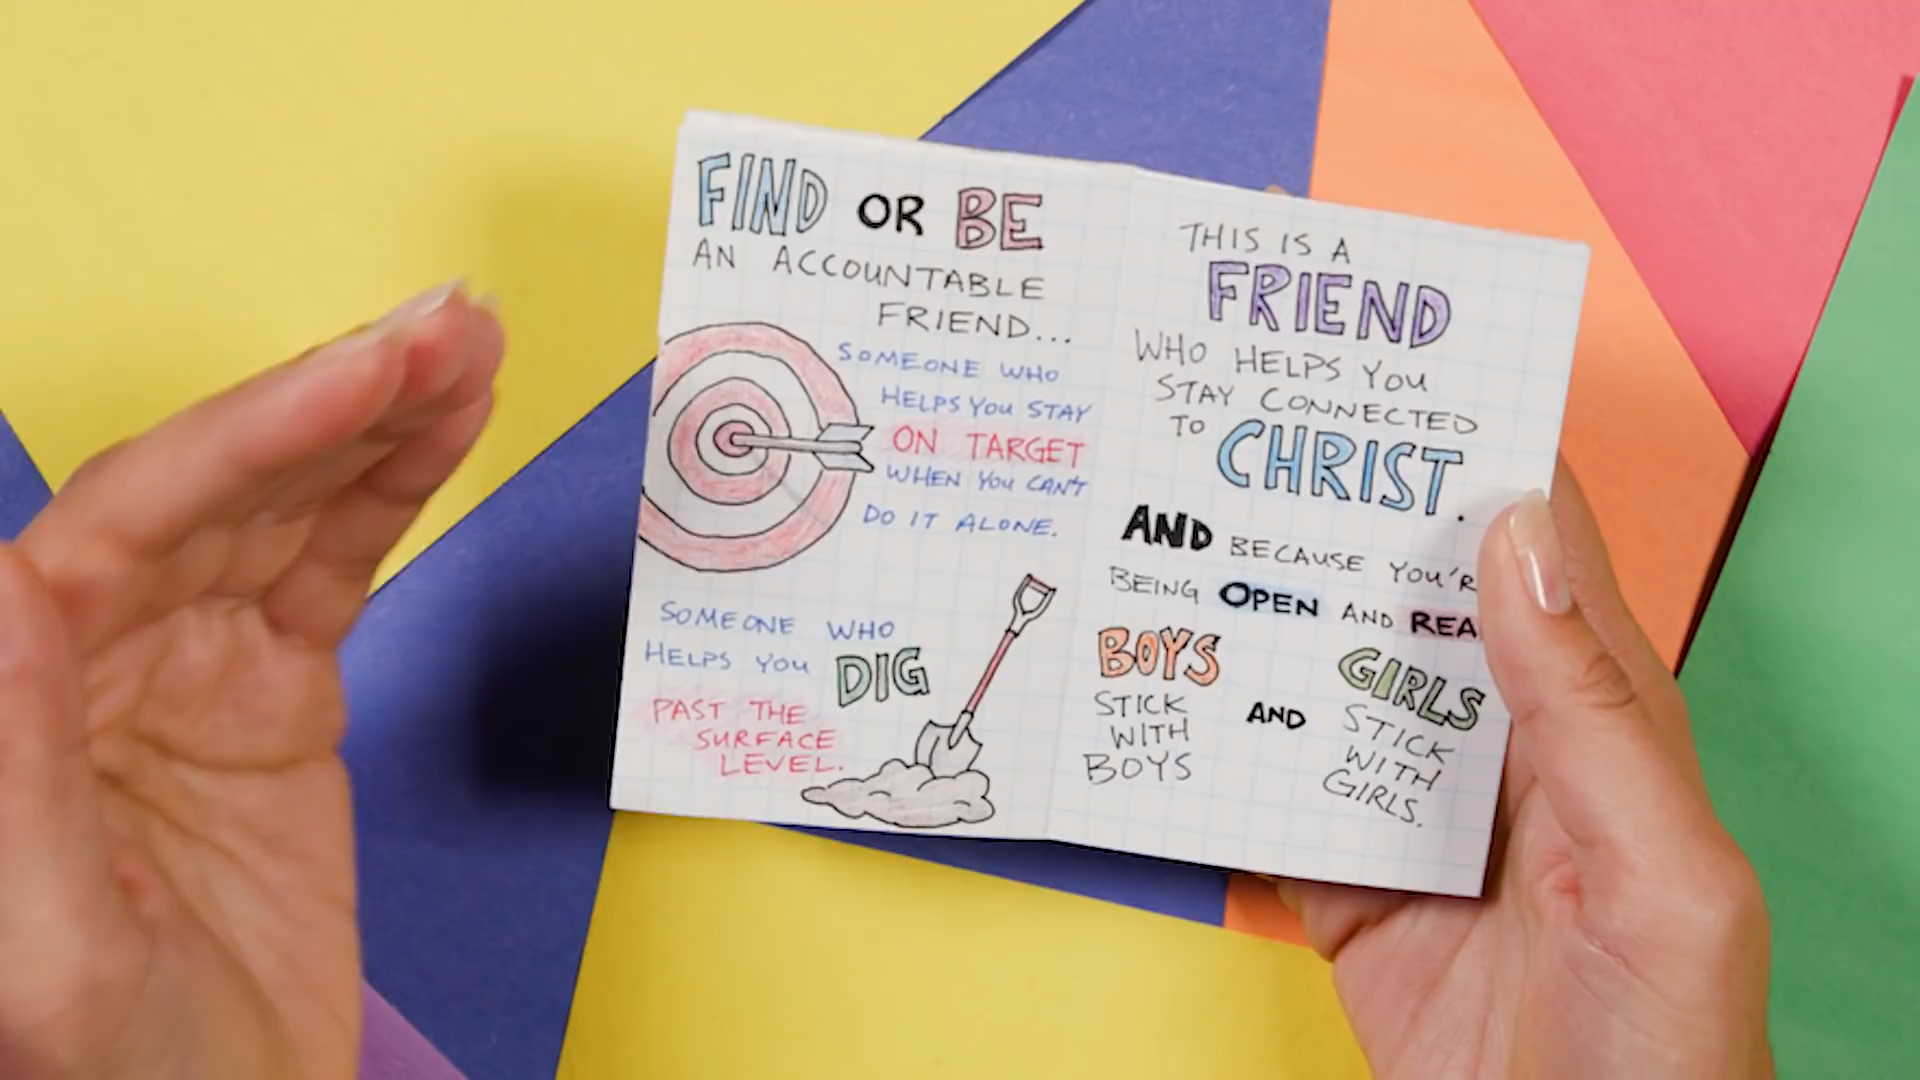 FIND OR BE
AN ACCOUNTABLE
FRIEND...
SOMEONE WHO
HELPS YOU STAY
ON TARGET
WHEN YOU CAN'T
DO IT ALONE.
SOMEONE WHO
HELPS YOU DIG
PAST THE
SURFACE
LEVEL.
THIS IS A
FRIEND
WHO HELPS YOU
STAY CONNECTED
TO CHRIST.
AND BECAUSE YOU'R
BEING OPEN AND REA
BOYS
STICK
WITH
BOYS
AND
GIRLS
STICK
WITH
GIRLS.